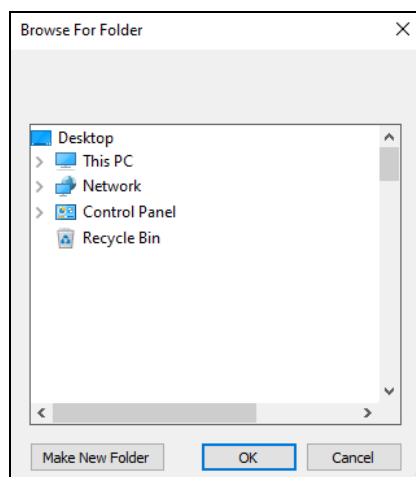 Browse For Folder
Desktop
This PC
Network
Control Panel
Recycle Bin
Make New Folder
OK
Cancel